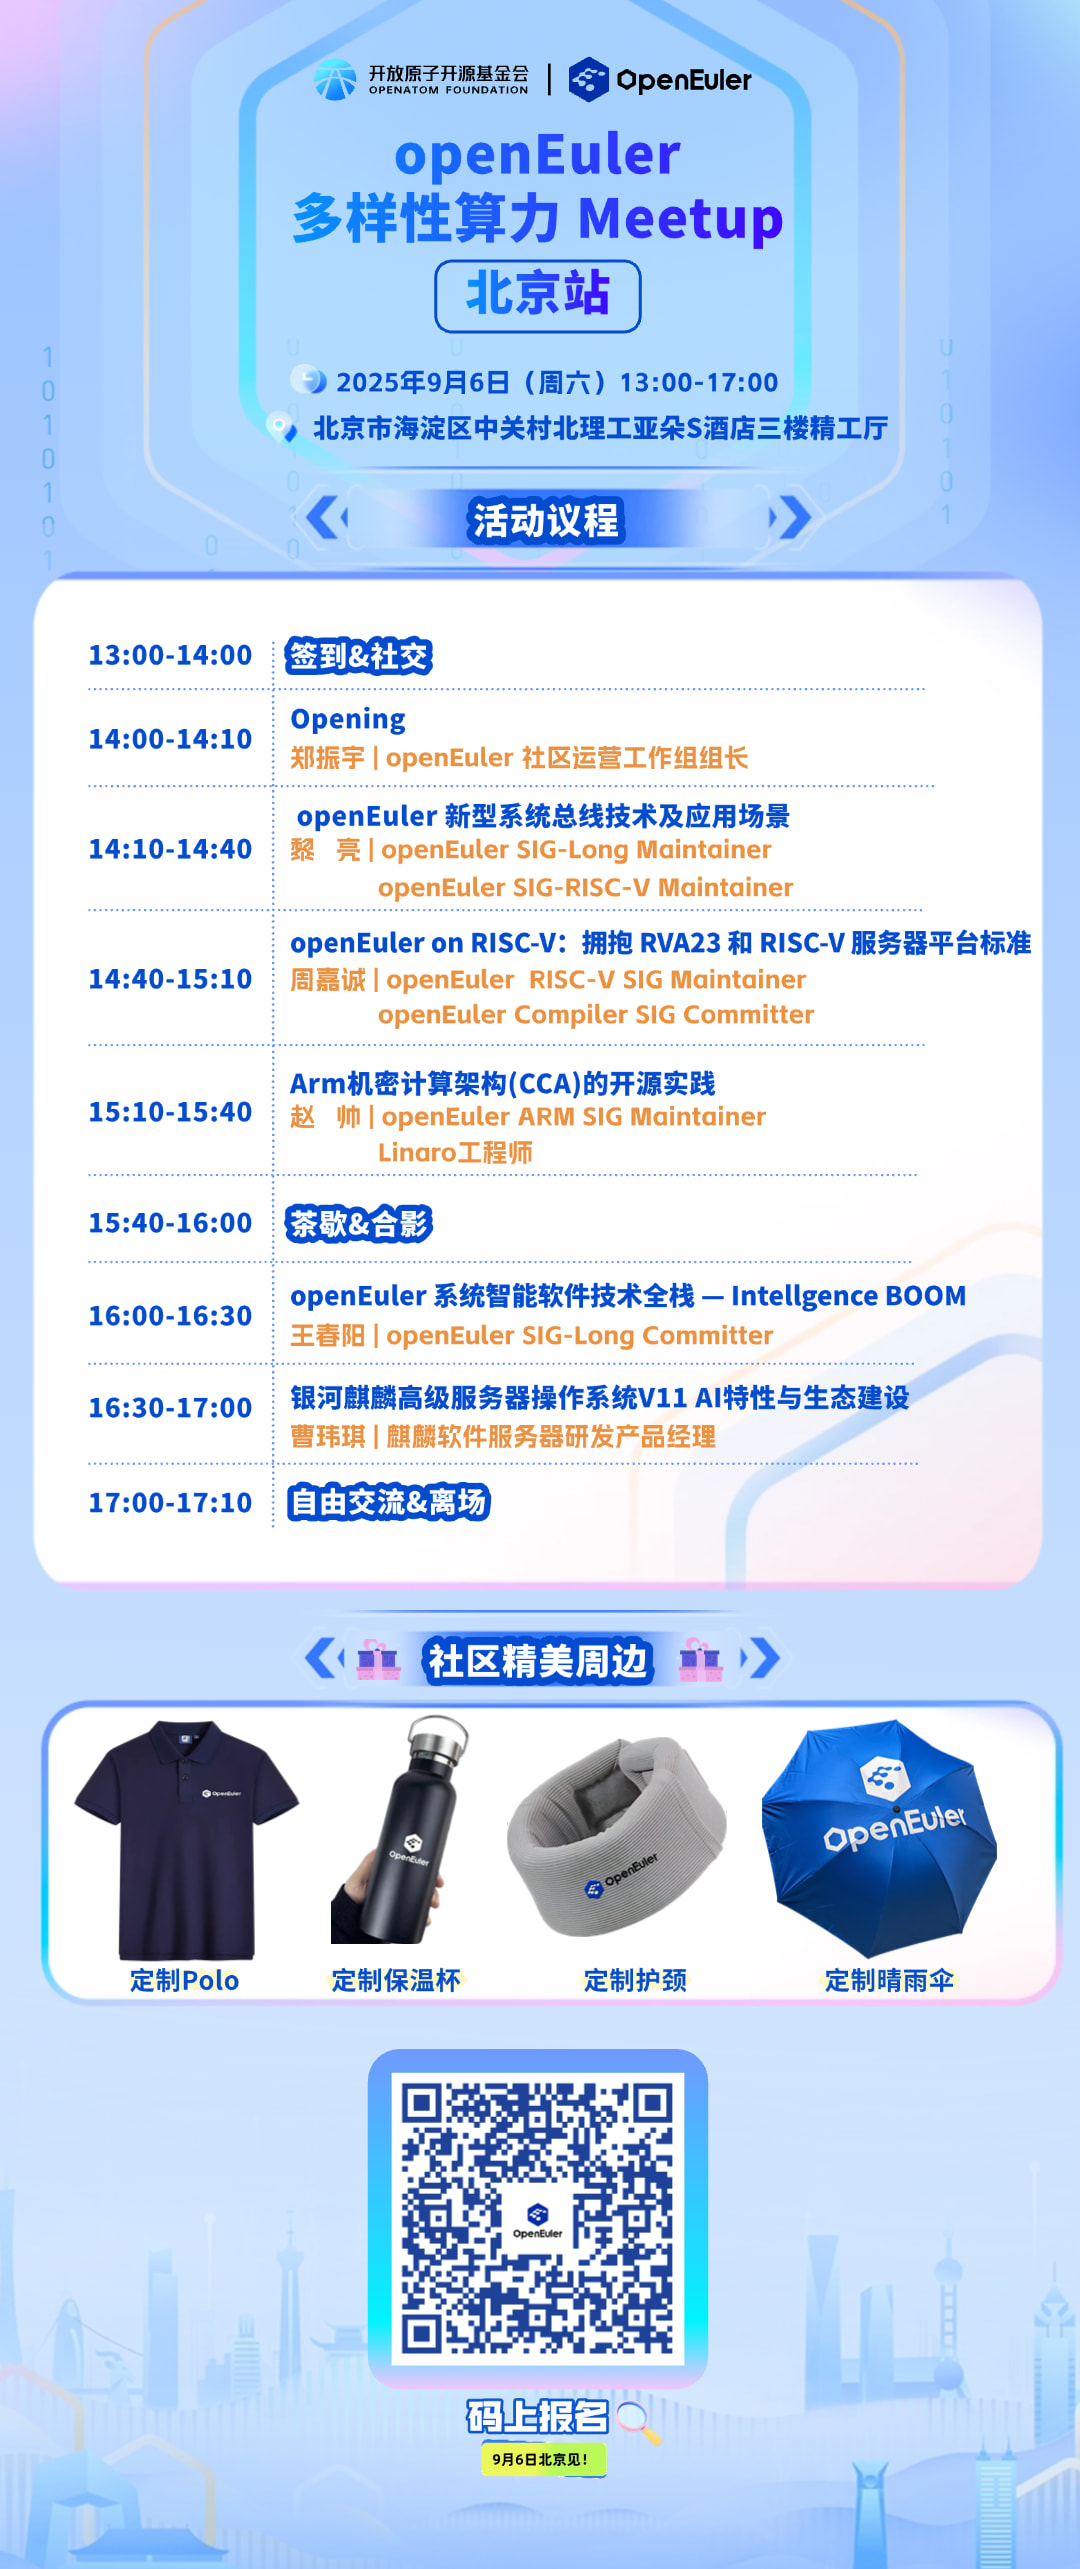 开放原子开源基金会
OPENATOM FOUNDATION
OpenEuler
openEuler
多样性算力 Meetup
北京站
2025年9月6日（周六）13:00-17:00
北京市海淀区中关村北理工亚朵S酒店三楼精工厅
活动议程
13:00-14:00 签到&社交
14:00-14:10 Opening
郑振宇 | openEuler 社区运营工作组组长
14:10-14:40 openEuler 新型系统总线技术及应用场景
黎 亮 | openEuler SIG-Long Maintainer
openEuler SIG-RISC-V Maintainer
14:40-15:10 openEuler on RISC-V：拥抱 RVA23 和 RISC-V 服务器平台标准
周嘉诚 | openEuler RISC-V SIG Maintainer
openEuler Compiler SIG Committer
15:10-15:40 Arm机密计算架构(CCA)的开源实践
赵 帅 | openEuler ARM SIG Maintainer
Linaro工程师
15:40-16:00 茶歇&合影
16:00-16:30 openEuler 系统智能软件技术全栈 — Intellgence BOOM
王春阳 | openEuler SIG-Long Committer
16:30-17:00 银河麒麟高级服务器操作系统V11 AI特性与生态建设
曹玮琪 | 麒麟软件服务器研发产品经理
17:00-17:10 自由交流&离场
社区精美周边
OpenEuler
OpenEuler
OpenEuler
OpenEuler
定制Polo
定制保温杯
定制护颈
定制晴雨伞
OpenEuler
码上报名
9月6日北京见!